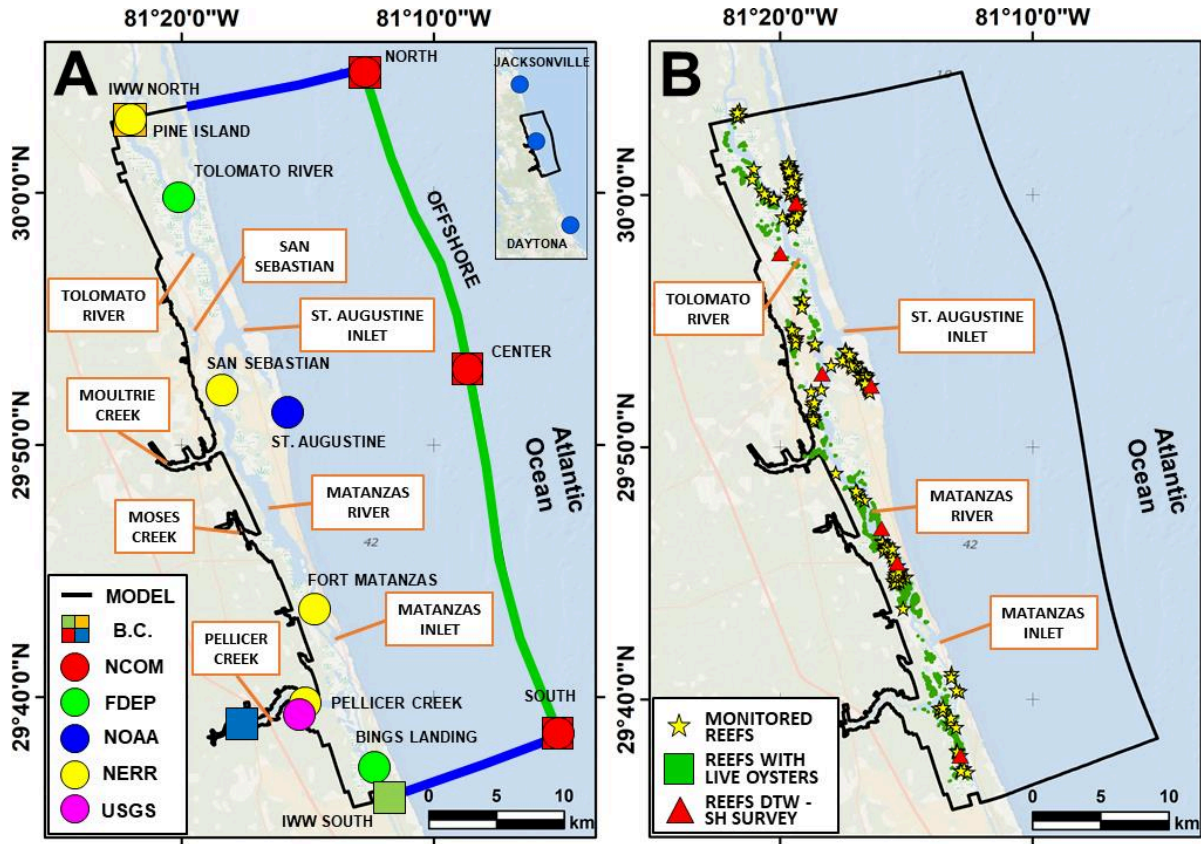 81°20'0"W
81°10'0"W
81°20'0"W
81°10'0"W
A
NORTH
IWW NORTH
PINE ISLAND
JACKSONVILLE
DAYTONA
TOLOMATO RIVER
30°0'0"N
OFFSHORE
SAN
SEBASTIAN
TOLOMATO
RIVER
ST. AUGUSTINE
INLET
SAN SEBASTIAN
CENTER
MOULTRIE
CREEK
ST. AUGUSTINE
29°50'0"N
Atlantic
Ocean
MATANZAS
RIVER
MOSES
CREEK
42
FORT MATANZAS
MATANZAS
INLET
PELLICER
CREEK
29°40'0"N
SOUTH
PELLICER CREEK
BINGS LANDING
IWW SOUTH
MODEL
B.C.
NCOM
FDEP
NOAA
NERR
USGS
0 5 10
km
B
30°0'0"N
TOLOMATO
RIVER
ST. AUGUSTINE
INLET
29°50'0"N
Atlantic
Ocean
MATANZAS
RIVER
42
MATANZAS
INLET
29°40'0"N
MONITORED
REEFS
REEFS WITH
LIVE OYSTERS
REEFS DTW -
SH SURVEY
0 5 10
km